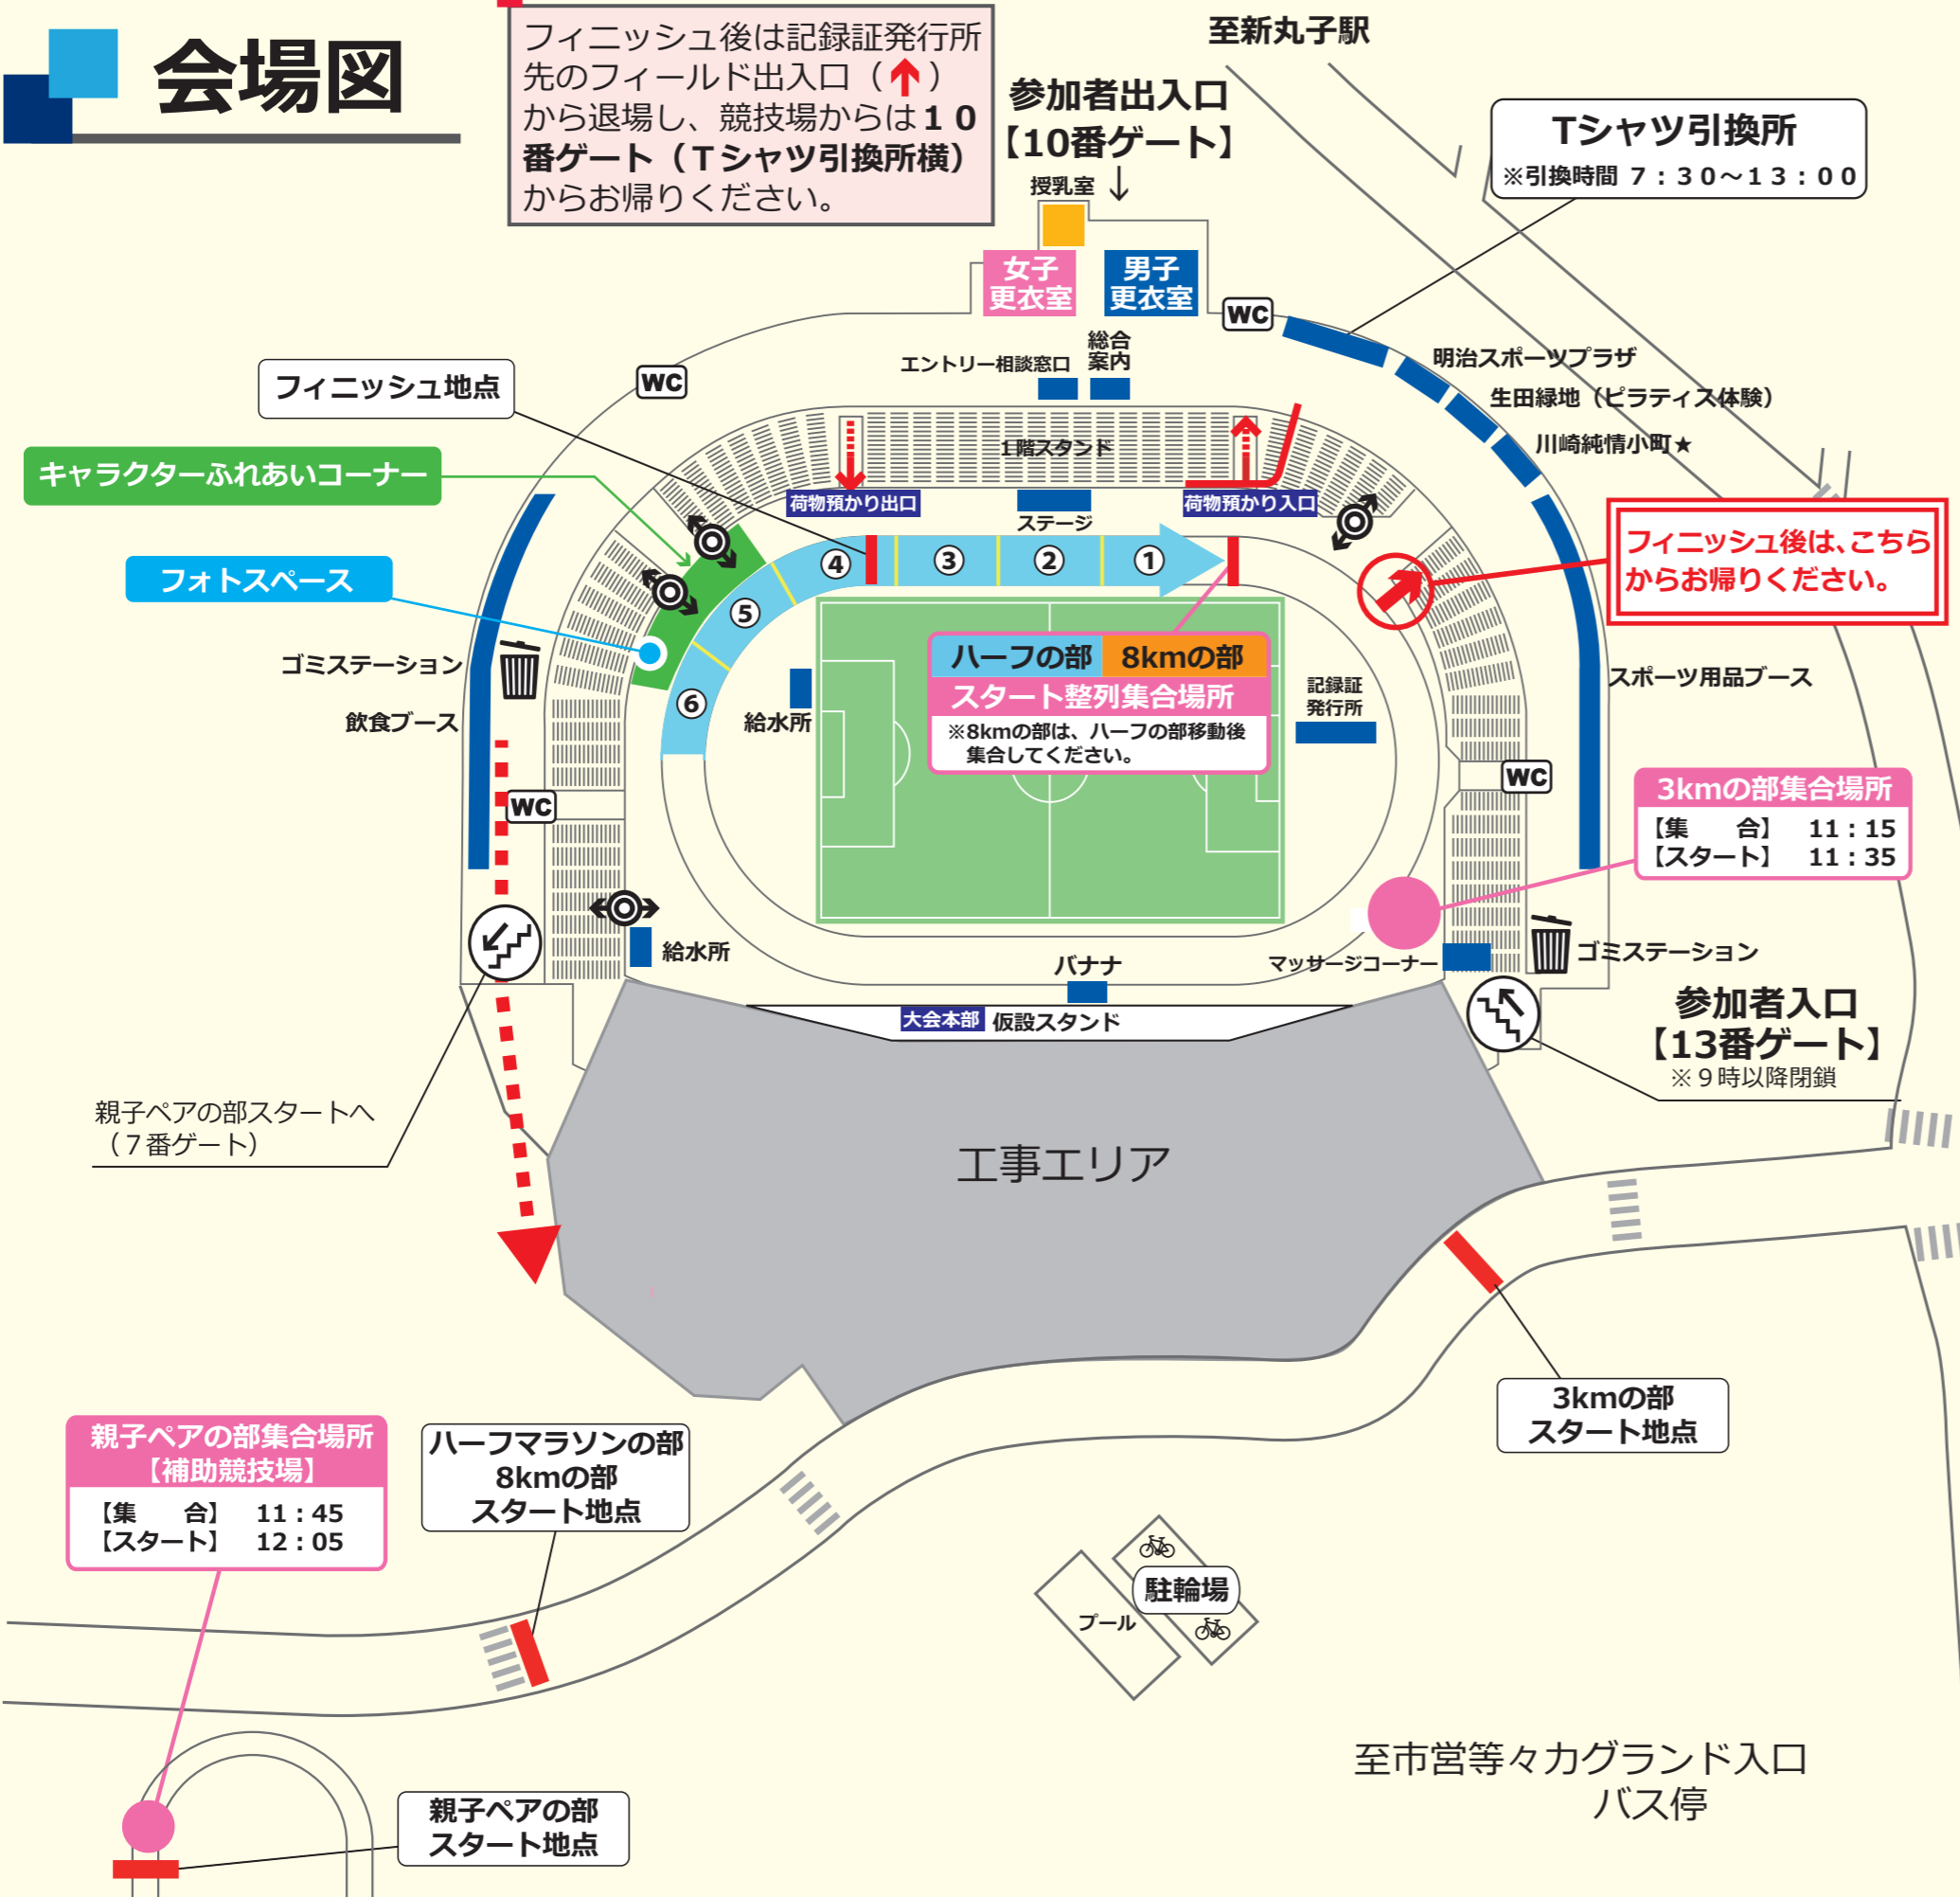 会場図
フィニッシュ後は記録証発行所
先のフィールド出入口（↑）
から退場し、競技場からは１０
番ゲート（Ｔシャツ引換所横）
からお帰りください。
至新丸子駅
参加者出入口
【10番ゲート】
授乳室 ↓
Tシャツ引換所
※引換時間 ７：３０～１３：００
女子
更衣室
男子
更衣室
WC
WC
エントリー相談窓口
総合
案内
明治スポーツプラザ
生田緑地（ピラティス体験）
川崎純情小町★
フィニッシュ地点
キャラクターふれあいコーナー
フォトスペース
1階スタンド
荷物預かり出口
ステージ
荷物預かり入口
フィニッシュ後は、こちら
からお帰りください。
④
③
②
①
⑤
⑥
ゴミステーション
飲食ブース
給水所
ハーフの部
8kmの部
スタート整列集合場所
※8kmの部は、ハーフの部移動後
集合してください。
記録証
発行所
スポーツ用品ブース
WC
WC
3kmの部集合場所
【集　合】 11：15
【スタート】 11：35
給水所
バナナ
マッサージコーナー
ゴミステーション
大会本部
仮設スタンド
参加者入口
【13番ゲート】
※９時以降閉鎖
親子ペアの部スタートへ
（７番ゲート）
工事エリア
3kmの部
スタート地点
親子ペアの部集合場所
【補助競技場】
【集　合】 11：45
【スタート】 12：05
ハーフマラソンの部
8kmの部
スタート地点
駐輪場
プール
至市営等々力グランド入口
バス停
親子ペアの部
スタート地点